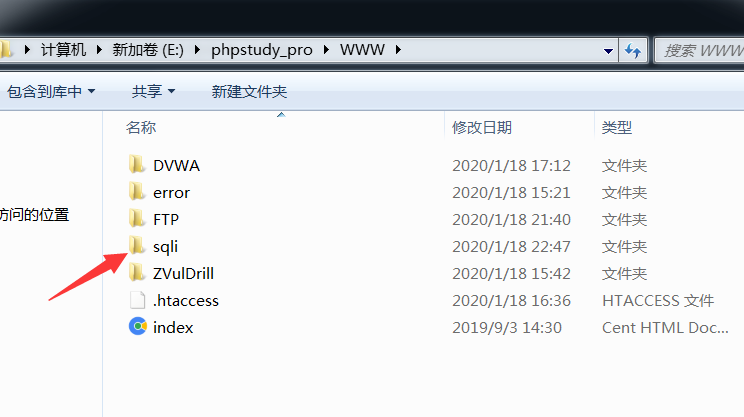 计算机 新加卷 (E:) phpstudy_pro WWW 搜索 WWW
包含到库中 共享 新建文件夹
名称 修改日期 类型
DVWA 2020/1/18 17:12 文件夹
error 2020/1/18 15:21 文件夹
访问的位置
FTP 2020/1/18 21:40 文件夹
sqli 2020/1/18 22:47 文件夹
ZVulDrill 2020/1/18 15:42 文件夹
.htaccess 2020/1/18 16:36 HTACCESS 文件
index 2019/9/3 14:30 Cent HTML Doc...